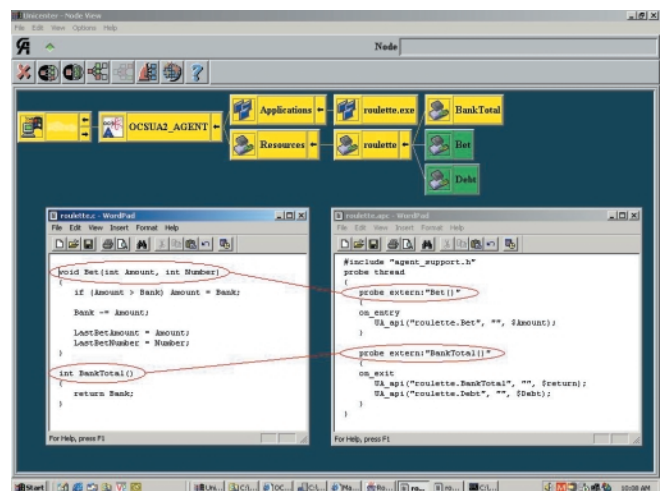 Unicenter - Node View
File Edit View Options Help
Node
Applications
roulette.exe
BankTotal
OCSUA2_AGENT
Resources
roulette
Bet
Debt
roulette.c - WordPad
File Edit View Insert Format Help
void Bet(int Amount, int Number)
{
if (Amount > Bank) Amount = Bank;
Bank -= Amount;
LastBetAmount = Amount;
LastBetNumber = Number;
}
int BankTotal()
{
return Bank;
}
For Help, press F1
roulette.apc - WordPad
File Edit View Insert Format Help
#include "agent_support.h"
probe thread
{
probe extern:"Bet()"
{
on_entry
UA_api("roulette.Bet", "", $Amount);
}
probe extern:"BankTotal()"
{
on_exit
UA_api("roulette.BankTotal", "", $return);
UA_api("roulette.Debt", "", $Debt);
}
}
For Help, press F1
Start
10:08 AM